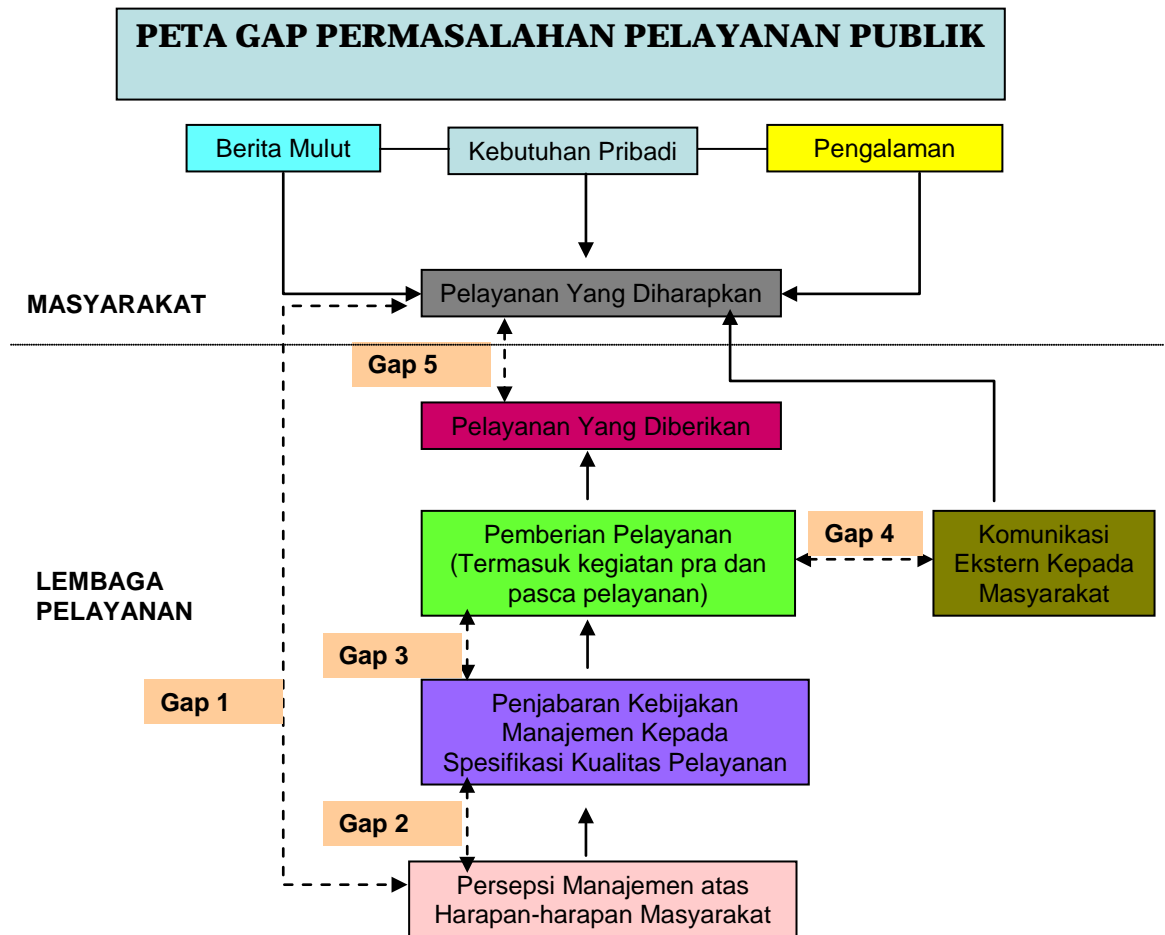 PETA GAP PERMASALAHAN PELAYANAN PUBLIK
Berita Mulut
Kebutuhan Pribadi
Pengalaman
Pelayanan Yang Diharapkan
MASYARAKAT
Gap 5
Pelayanan Yang Diberikan
Pemberian Pelayanan
(Termasuk kegiatan pra dan
pasca pelayanan)
Gap 4
Komunikasi
Ekstern Kepada
Masyarakat
LEMBAGA
PELAYANAN
Gap 3
Gap 1
Penjabaran Kebijakan
Manajemen Kepada
Spesifikasi Kualitas Pelayanan
Gap 2
Persepsi Manajemen atas
Harapan-harapan Masyarakat